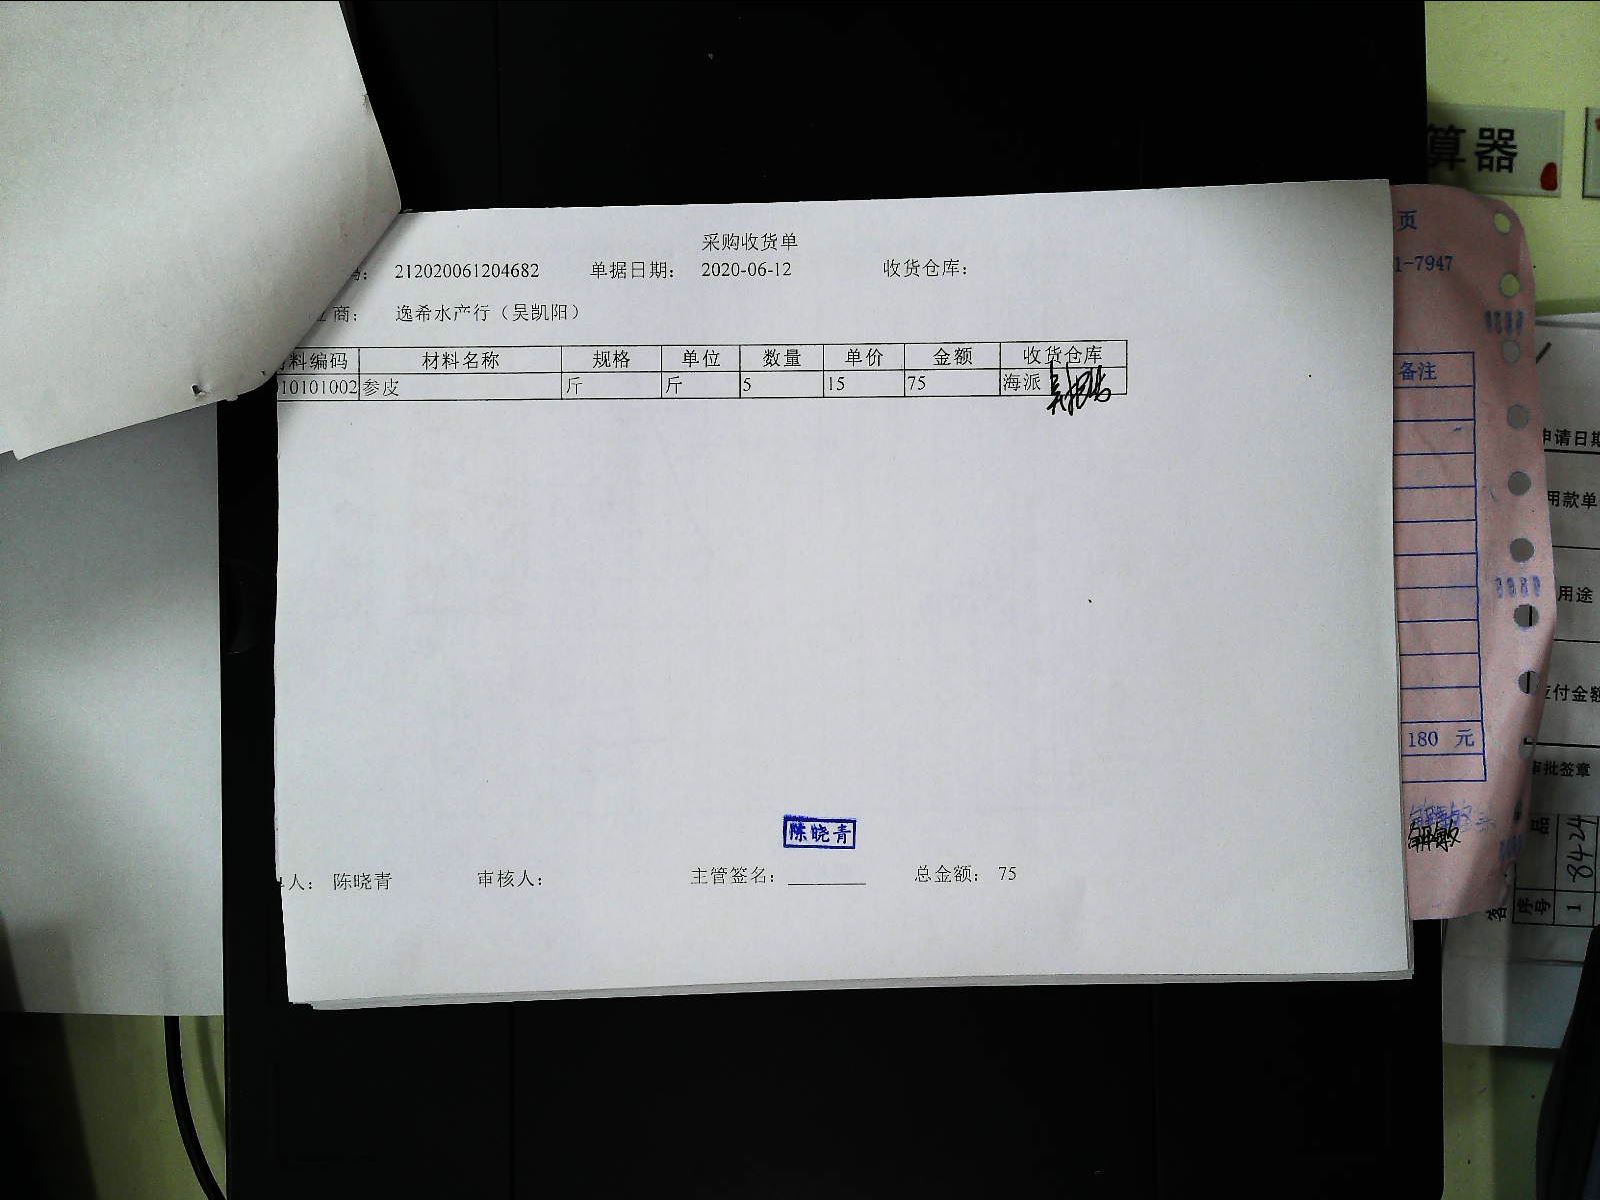 采购收货单
212020061204682 单据日期： 2020-06-12 收货仓库：
商： 逸希水产行（吴凯阳）
料编码 材料名称 规格 单位 数量 单价 金额 收货仓库
10101002 参皮 斤 斤 5 15 75 海派
陈晓青
人： 陈晓青 审核人： 主管签名： 总金额： 75
算器
页
1-7947
备注
180 元
申请日期
用款单
用途
应付金额
审批签章
8424
序号
1